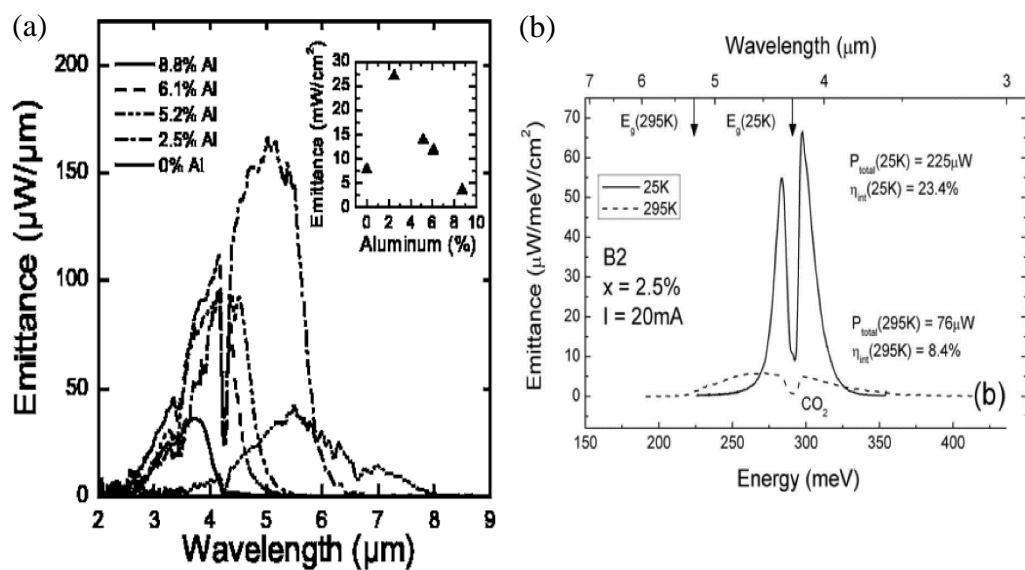 (a)
200
150
100
50
0
Emittance (μW/μm)
8.8% Al
6.1% Al
5.2% Al
2.5% Al
0% Al
30
25
20
15
10
5
0
Emittance (mW/cm²)
0 2 4 6 8 10
Aluminum (%)
2 3 4 5 6 7 8 9
Wavelength (μm)
(b)
Wavelength (μm)
7 6 5 4 3
70
60
50
40
30
20
10
0
Emittance (μW/meV/cm²)
E_g(295K) E_g(25K)
25K
295K
P_total(25K) = 225μW
η_int(25K) = 23.4%
B2
x = 2.5%
I = 20mA
P_total(295K) = 76μW
η_int(295K) = 8.4%
CO₂
(b)
150 200 250 300 350 400
Energy (meV)